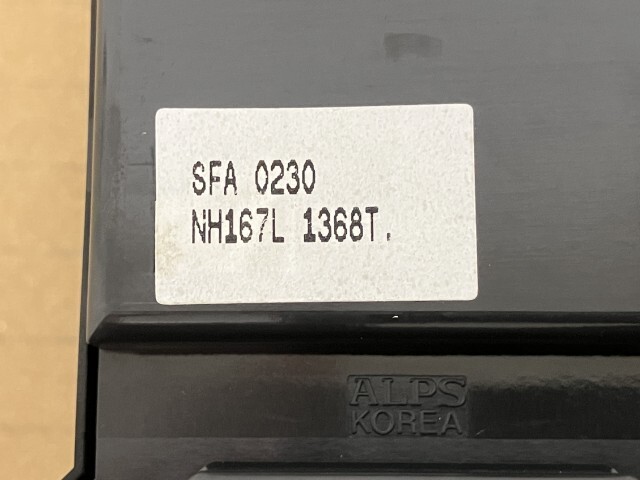 SFA 0230
NH167L 1368T.
ALPS
KOREA